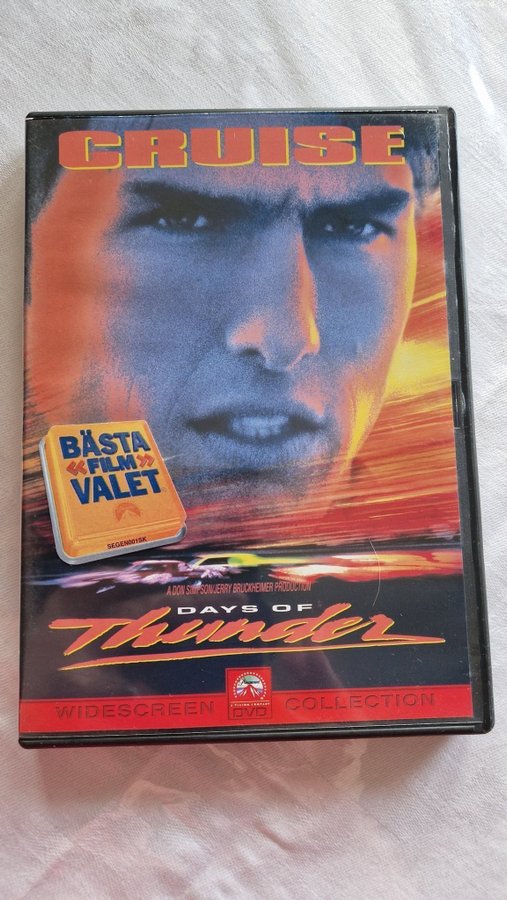 CRUISE
BÄSTA
«FILM»
VALET
SEGEN001SK
A DON SIMPSON/JERRY BRUCKHEIMER PRODUCTION
DAYS OF
Thunder
WIDESCREEN DVD COLLECTION